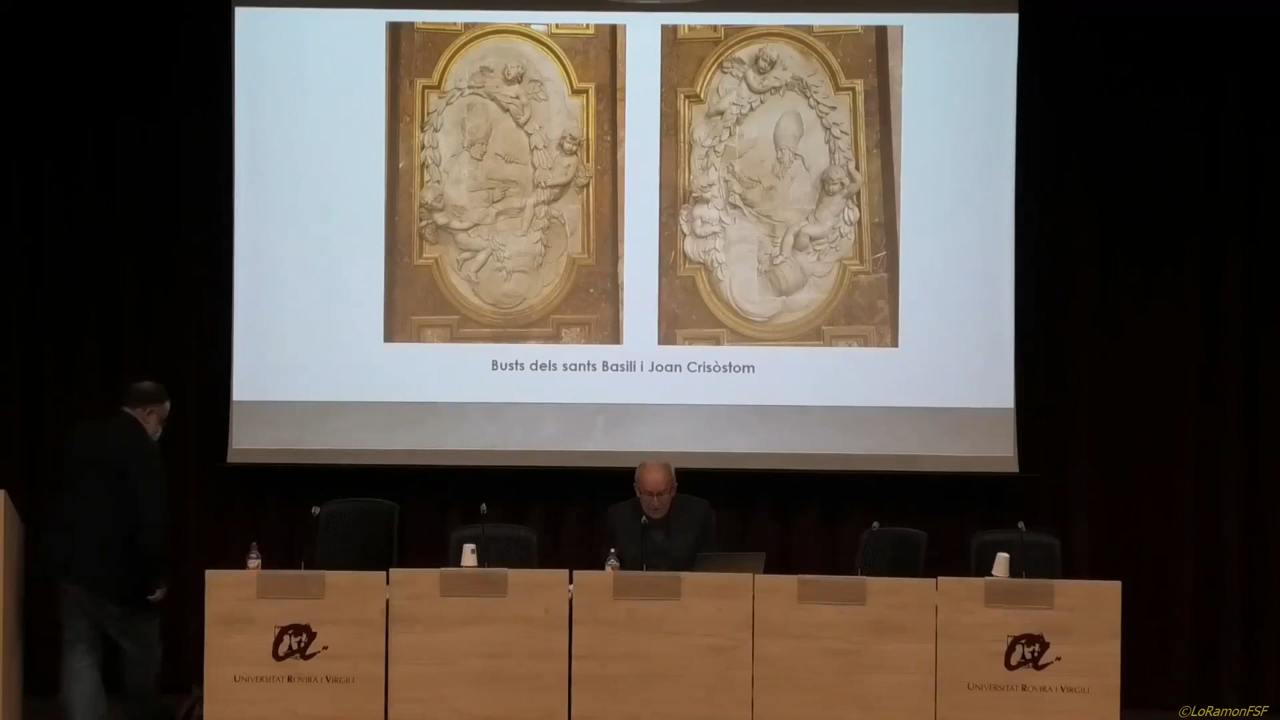 Busts dels sants Basili i Joan Crisòstom
UNIVERSITAT ROVIRA I VIRGILI
UNIVERSITAT ROVIRA I VIRGILI
©LoRamonFSF